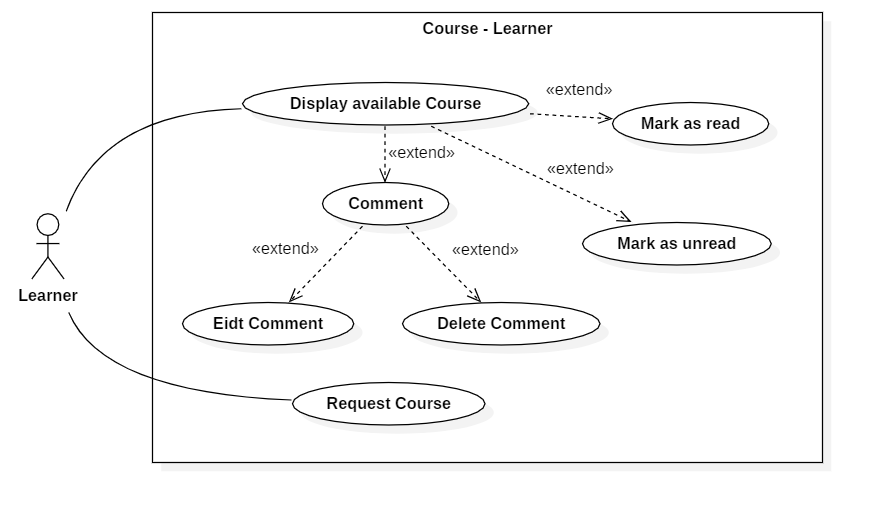 Course - Learner
Display available Course
«extend»
Mark as read
«extend»
«extend»
Comment
Mark as unread
«extend»
«extend»
Learner
Eidt Comment
Delete Comment
Request Course